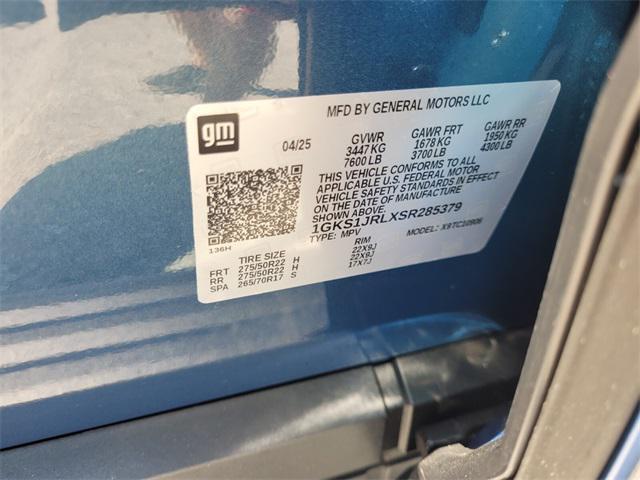 MFD BY GENERAL MOTORS LLC
gm
04/25
GVWR
3447 KG
7600 LB
GAWR FRT
1678 KG
3700 LB
GAWR RR
1950 KG
4300 LB
THIS VEHICLE CONFORMS TO ALL
APPLICABLE U.S. FEDERAL MOTOR
VEHICLE SAFETY STANDARDS IN EFFECT
ON THE DATE OF MANUFACTURE
SHOWN ABOVE.
1GKS1JRLXSR285379
TYPE: MPV MODEL: X9TC10906
136H
TIRE SIZE RIM
FRT 275/50R22 H 22X9J
RR 275/50R22 H 22X9J
SPA 265/70R17 S 17X7J